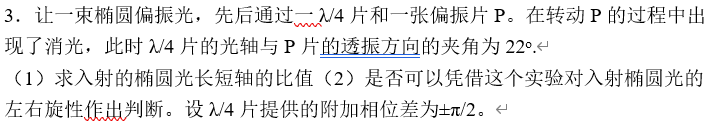 3．让一束椭圆偏振光，先后通过一 λ/4 片和一张偏振片 P。在转动 P 的过程中出
现了消光，此时 λ/4 片的光轴与 P 片的透振方向的夹角为 22°.
（1）求入射的椭圆光长短轴的比值（2）是否可以凭借这个实验对入射椭圆光的
左右旋性作出判断。设 λ/4 片提供的附加相位差为±π/2。